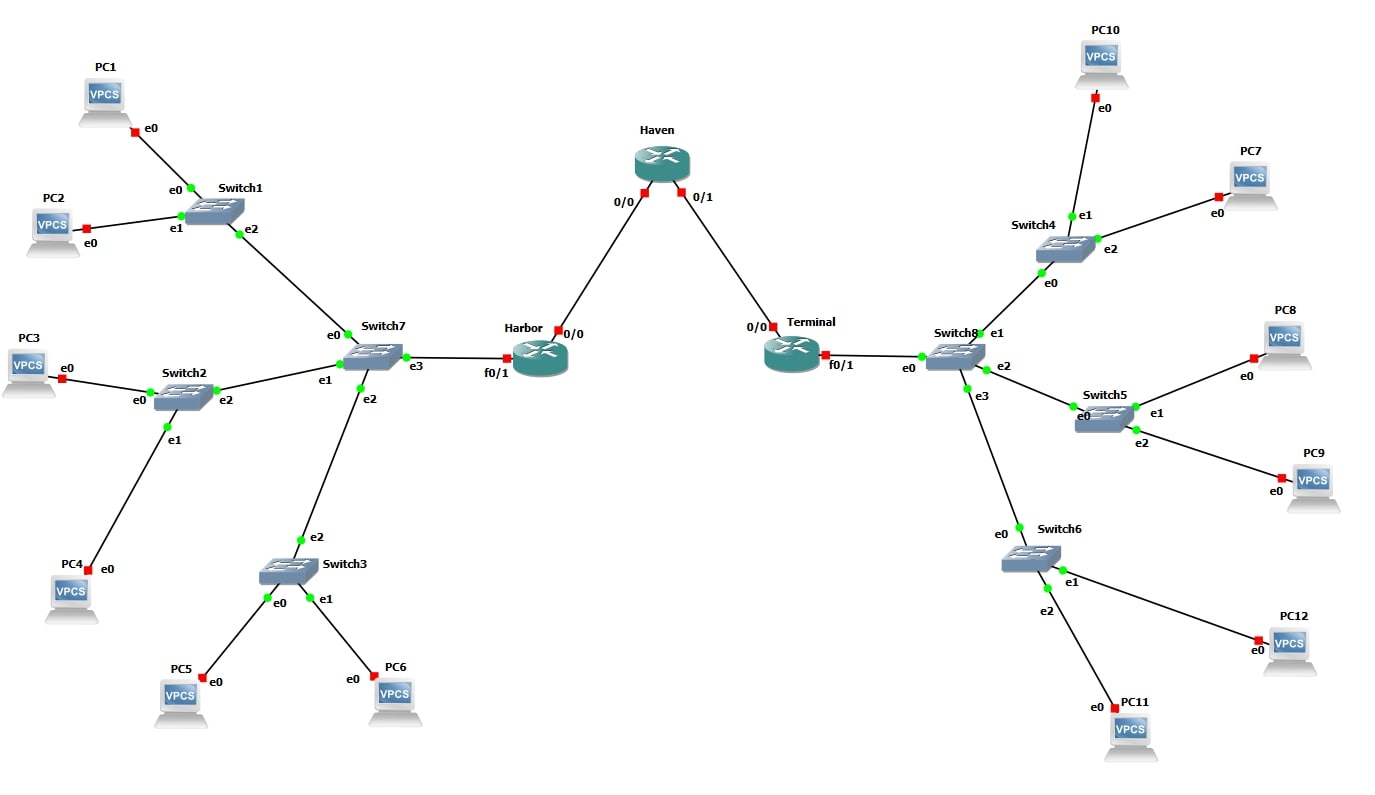 PC10
PC1
VPCS
VPCS
e0
e0
Haven
PC7
VPCS
e0
Switch1
e0
PC2
VPCS
e1
e2
e0
0/0
0/1
Switch4
e1
e2
e0
PC3
VPCS
e0
Switch7
e0
Harbor
0/0
0/0
Terminal
Switch8
e1
PC8
VPCS
e0
Switch2
e0
e2
e1
e1
e3
e2
f0/1
f0/1
e0
e2
e3
Switch5
e0
e1
e2
PC9
VPCS
e0
PC4
VPCS
e0
e2
Switch3
e0
e1
e0
Switch6
e1
e2
PC12
VPCS
e0
PC5
VPCS
e0
PC6
VPCS
e0
PC11
VPCS
e0